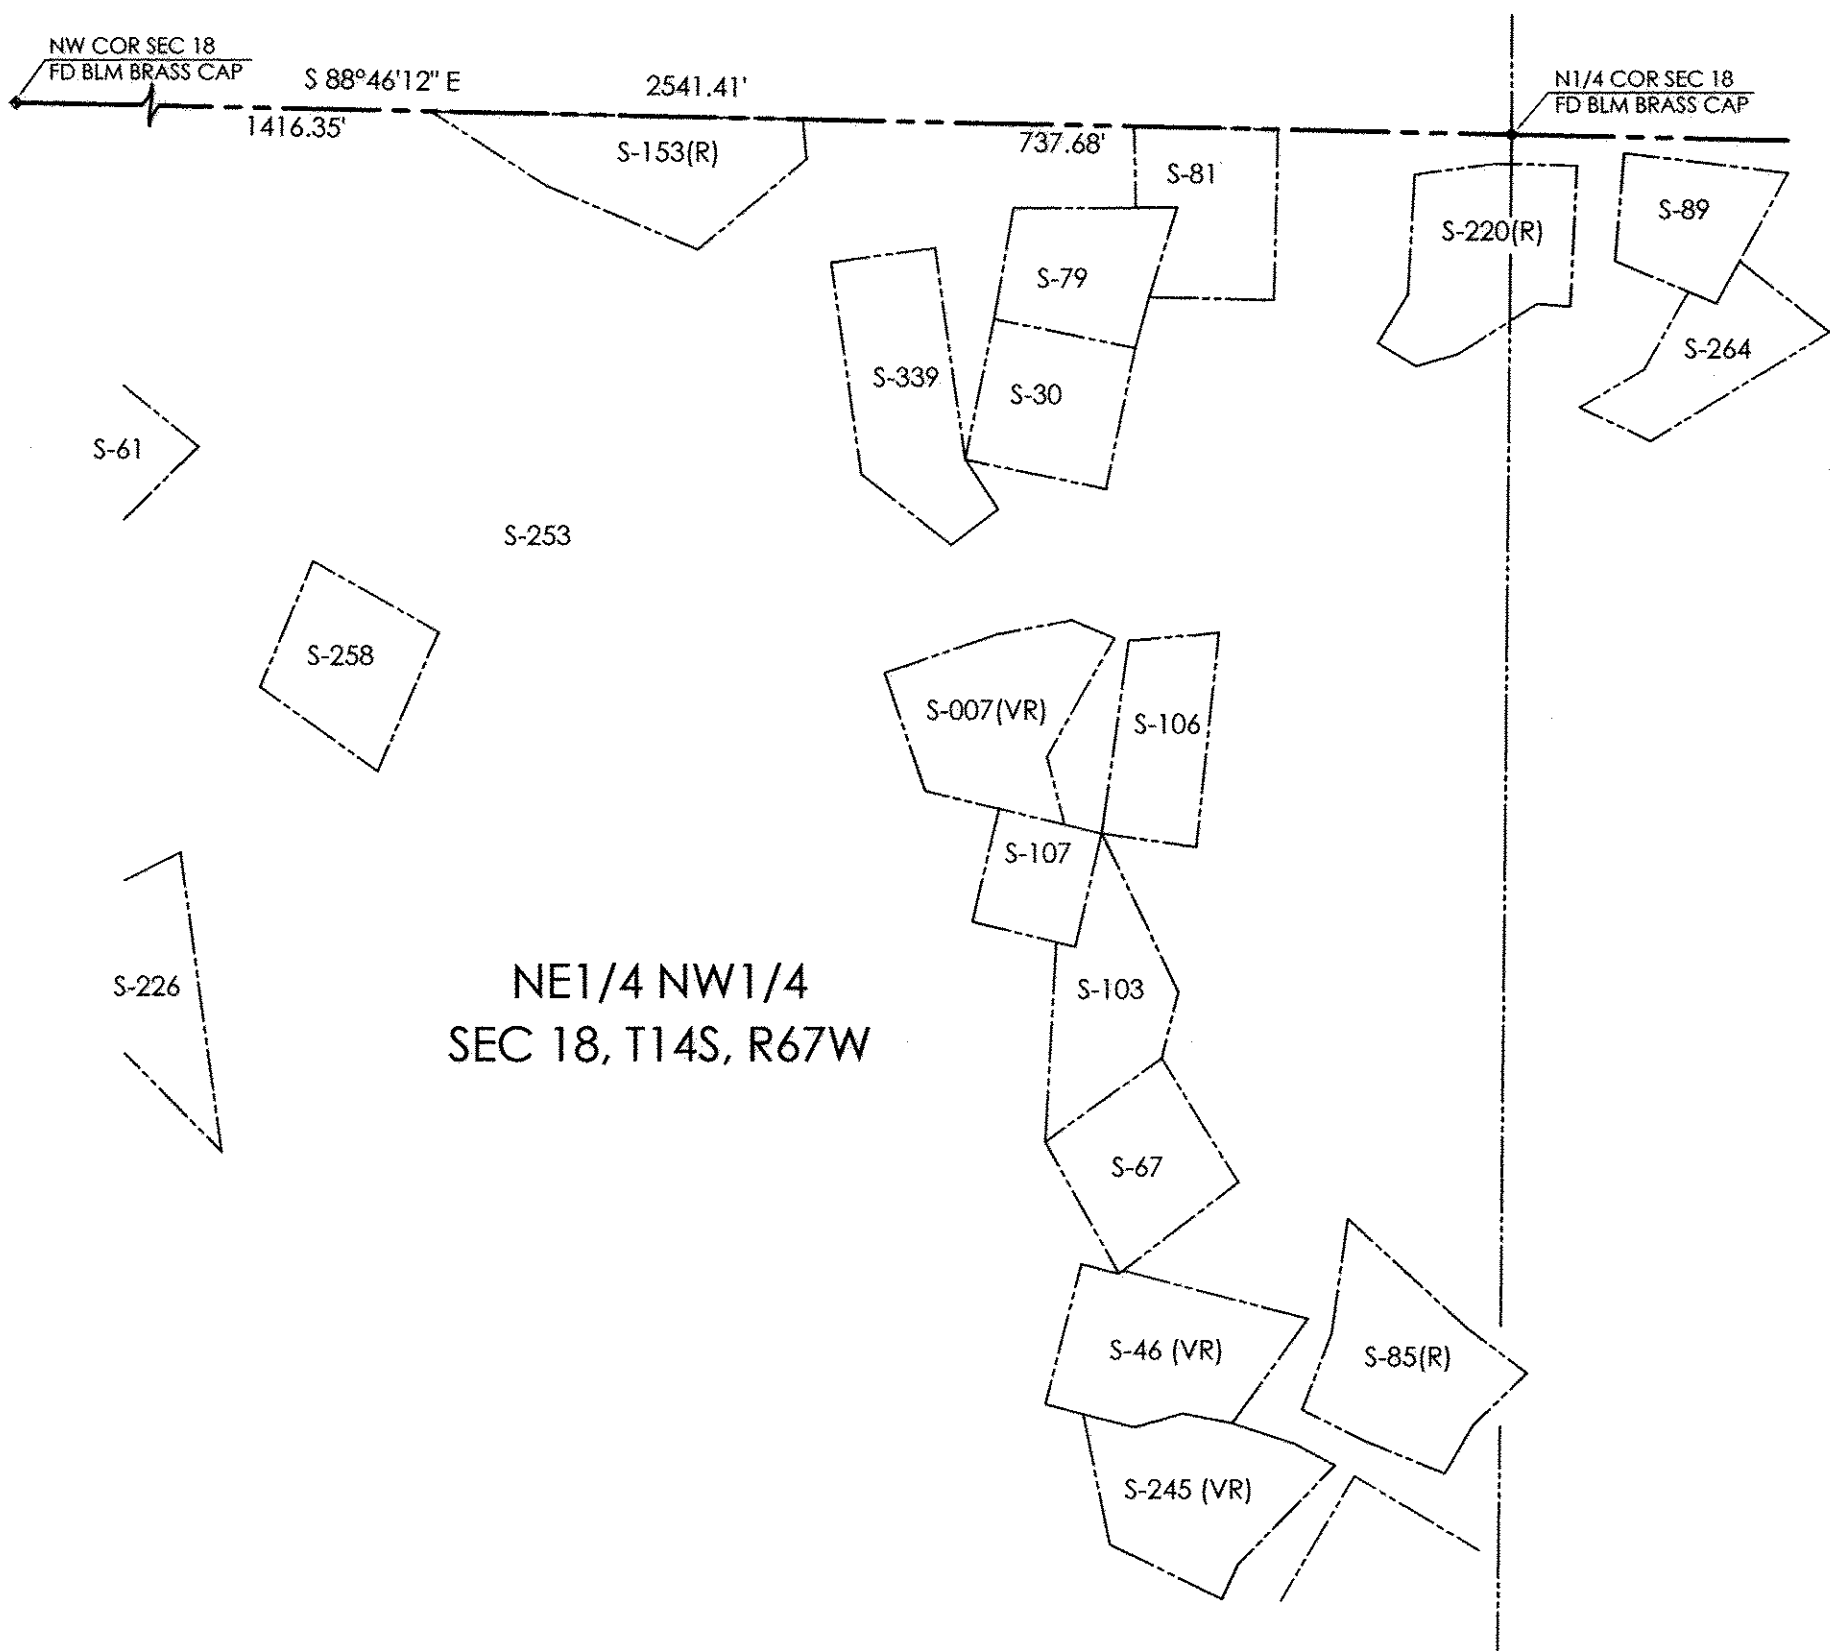 NW COR SEC 18
FD BLM BRASS CAP
S 88°46'12" E
2541.41'
N1/4 COR SEC 18
FD BLM BRASS CAP
1416.35'
S-153(R)
737.68'
S-81
S-89
S-220(R)
S-79
S-264
S-339
S-30
S-61
S-253
S-258
S-007(VR)
S-106
S-107
S-226
NE1/4 NW1/4
SEC 18, T14S, R67W
S-103
S-67
S-46 (VR)
S-85(R)
S-245 (VR)